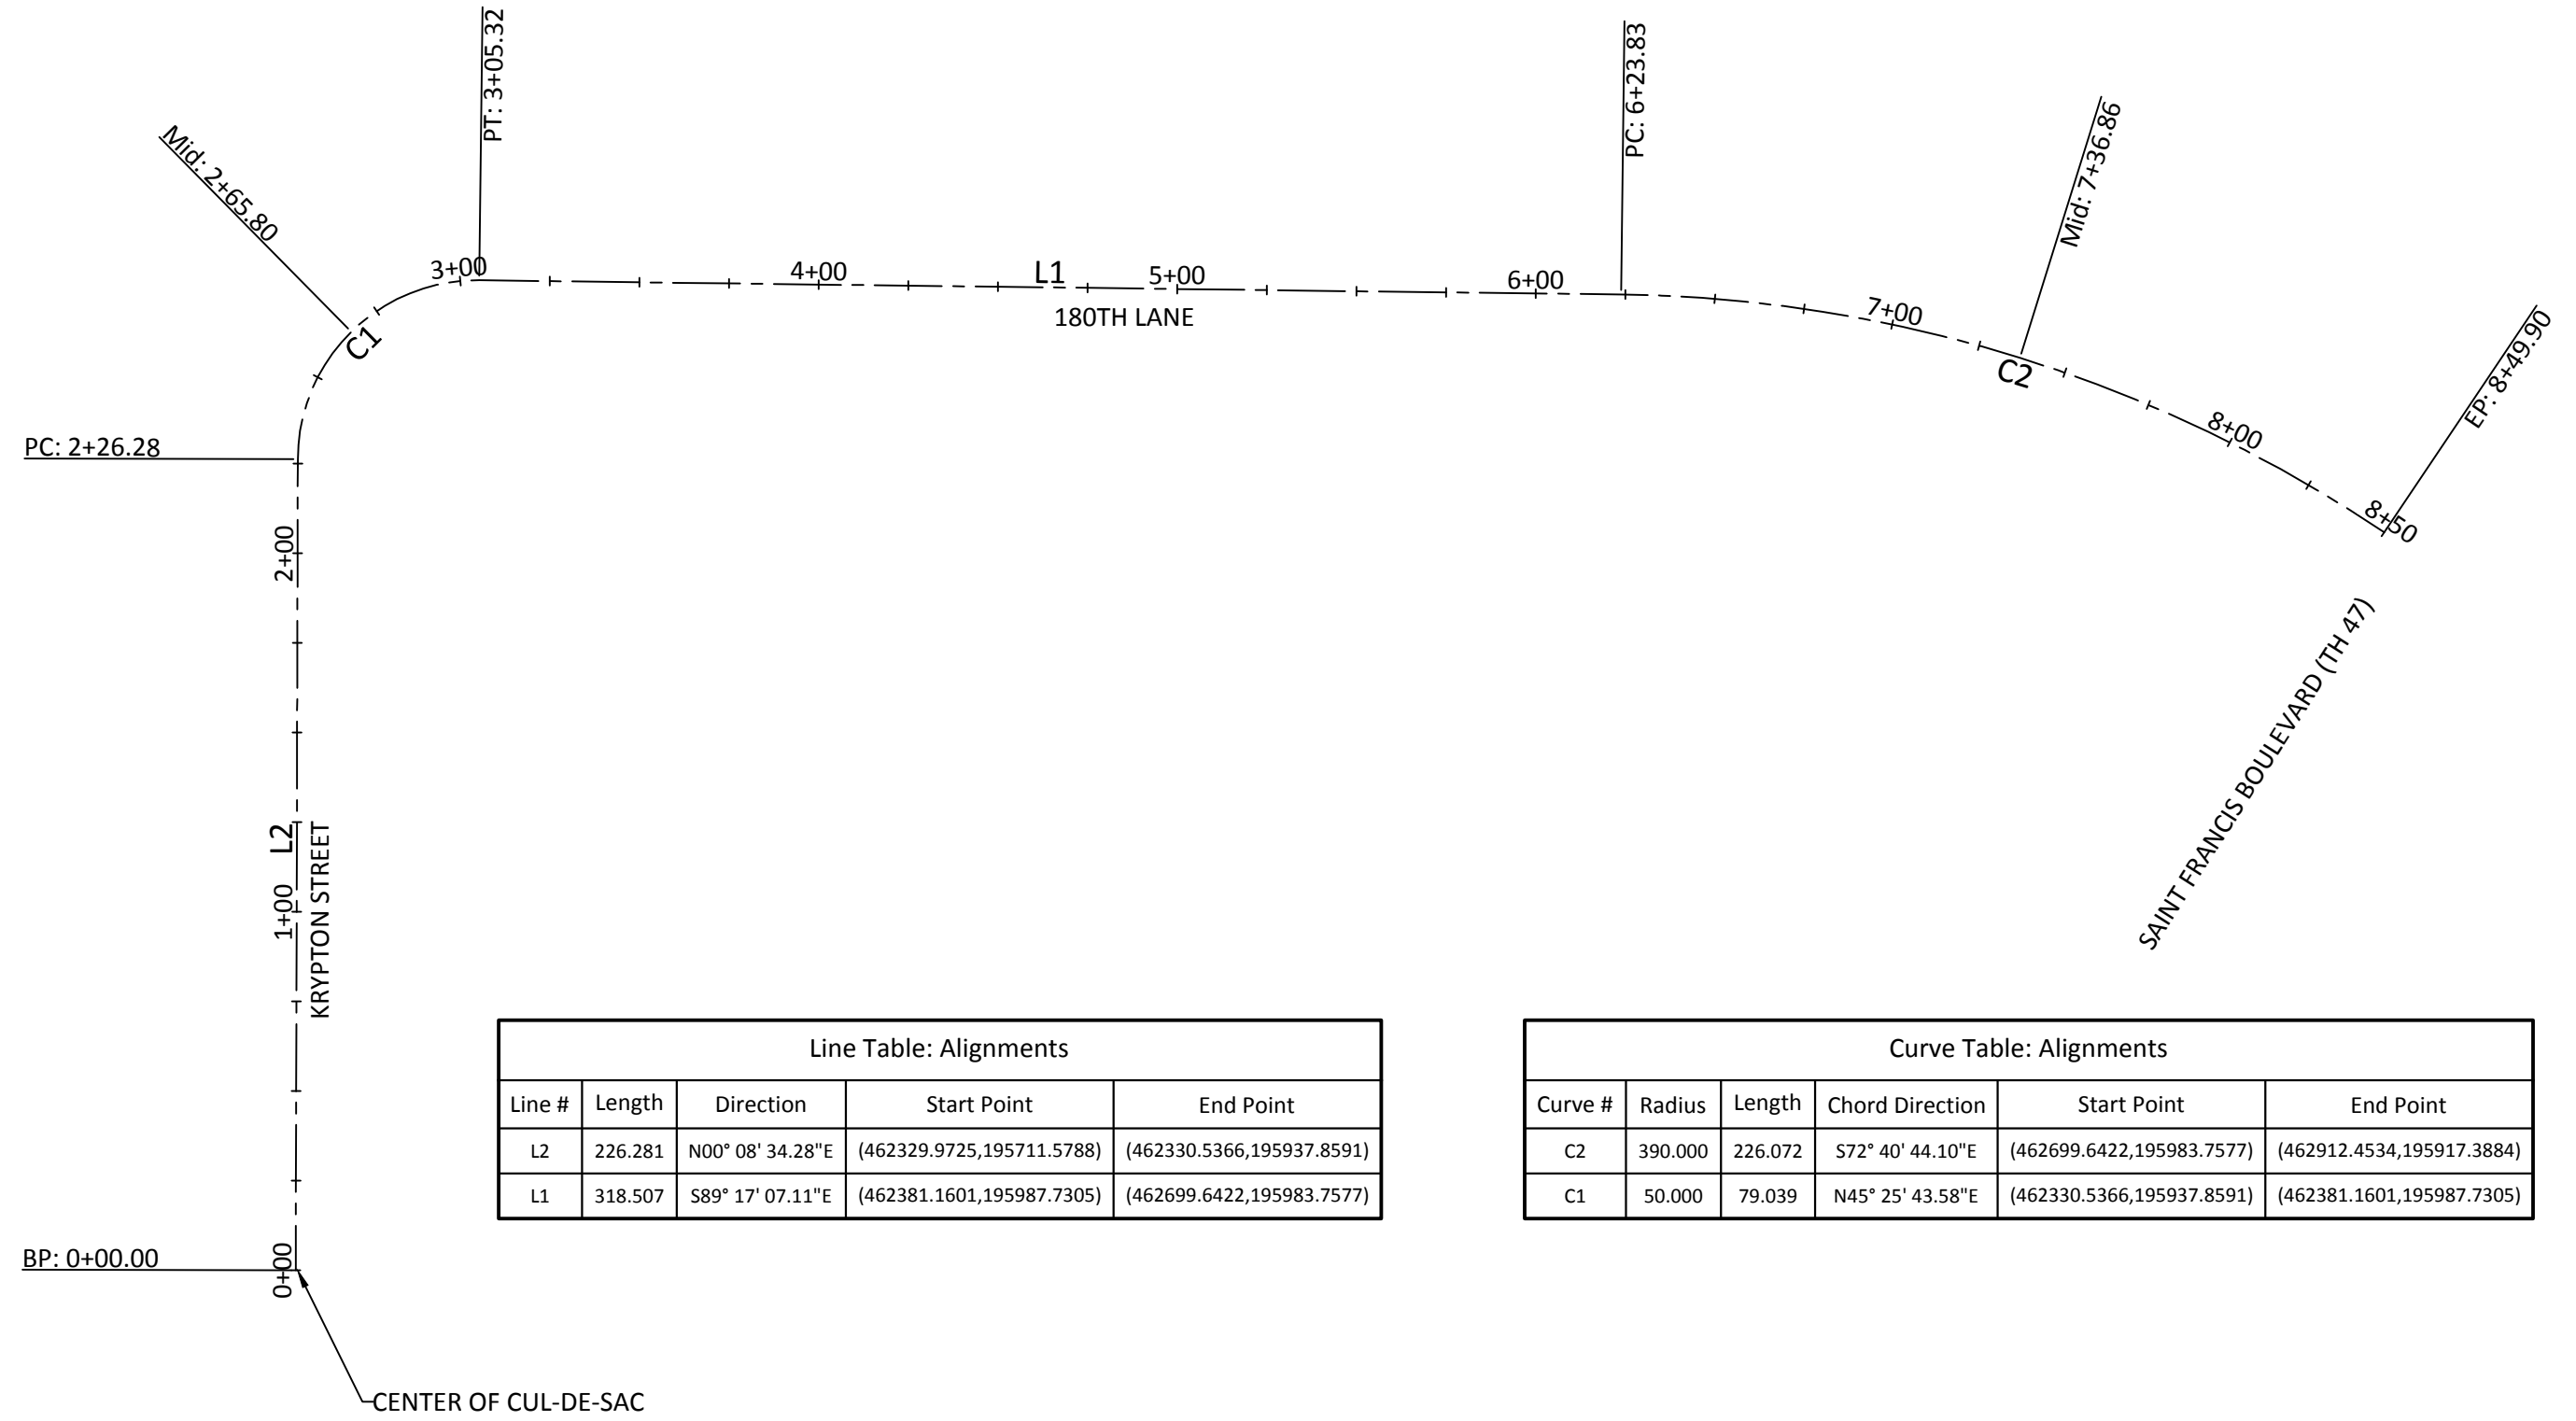 PT: 3+05.32
PC: 6+23.83
Mid: 7+36.86
Mid: 2+65.80
3+00
4+00
L1
5+00
6+00
7+00
180TH LANE
C1
C2
EP: 8+49.90
8+00
PC: 2+26.28
8+50
2+00
SAINT FRANCIS BOULEVARD (TH 47)
L2
KRYPTON STREET
1+00
Line Table: Alignments
Line # Length Direction Start Point End Point
L2 226.281 N00° 08' 34.28"E (462329.9725,195711.5788) (462330.5366,195937.8591)
L1 318.507 S89° 17' 07.11"E (462381.1601,195987.7305) (462699.6422,195983.7577)
Curve Table: Alignments
Curve # Radius Length Chord Direction Start Point End Point
C2 390.000 226.072 S72° 40' 44.10"E (462699.6422,195983.7577) (462912.4534,195917.3884)
C1 50.000 79.039 N45° 25' 43.58"E (462330.5366,195937.8591) (462381.1601,195987.7305)
BP: 0+00.00
0+00
CENTER OF CUL-DE-SAC